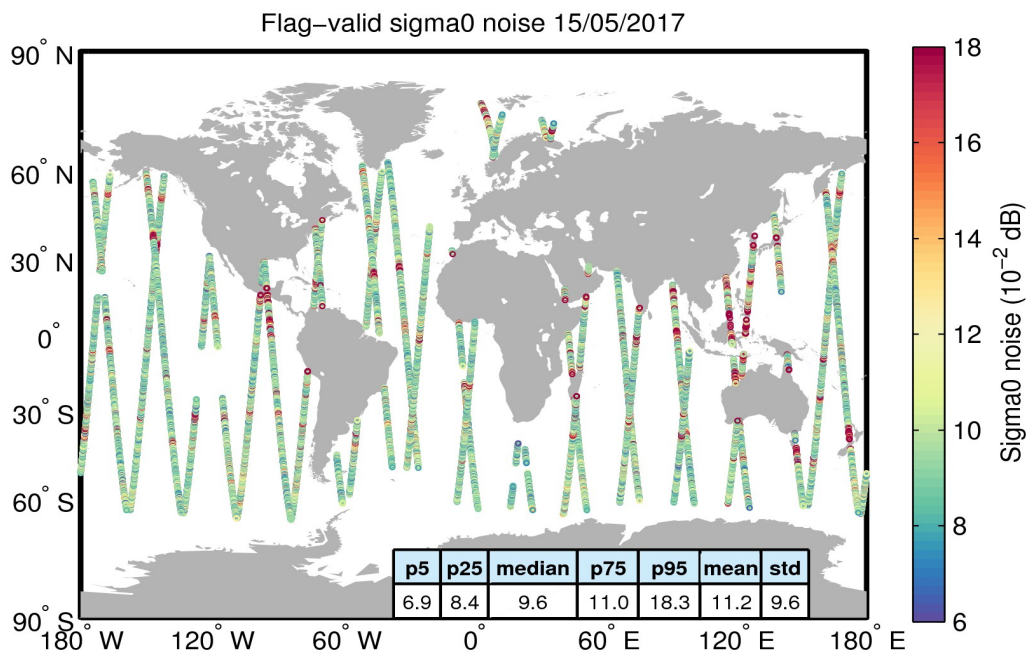 Flag−valid sigma0 noise 15/05/2017
90° N
60° N
30° N
0°
30° S
60° S
90° S
180° W
120° W
60° W
0°
60° E
120° E
180° E
p5 p25 median p75 p95 mean std
6.9 8.4 9.6 11.0 18.3 11.2 9.6
18
16
14
12
10
8
6
Sigma0 noise (10⁻² dB)